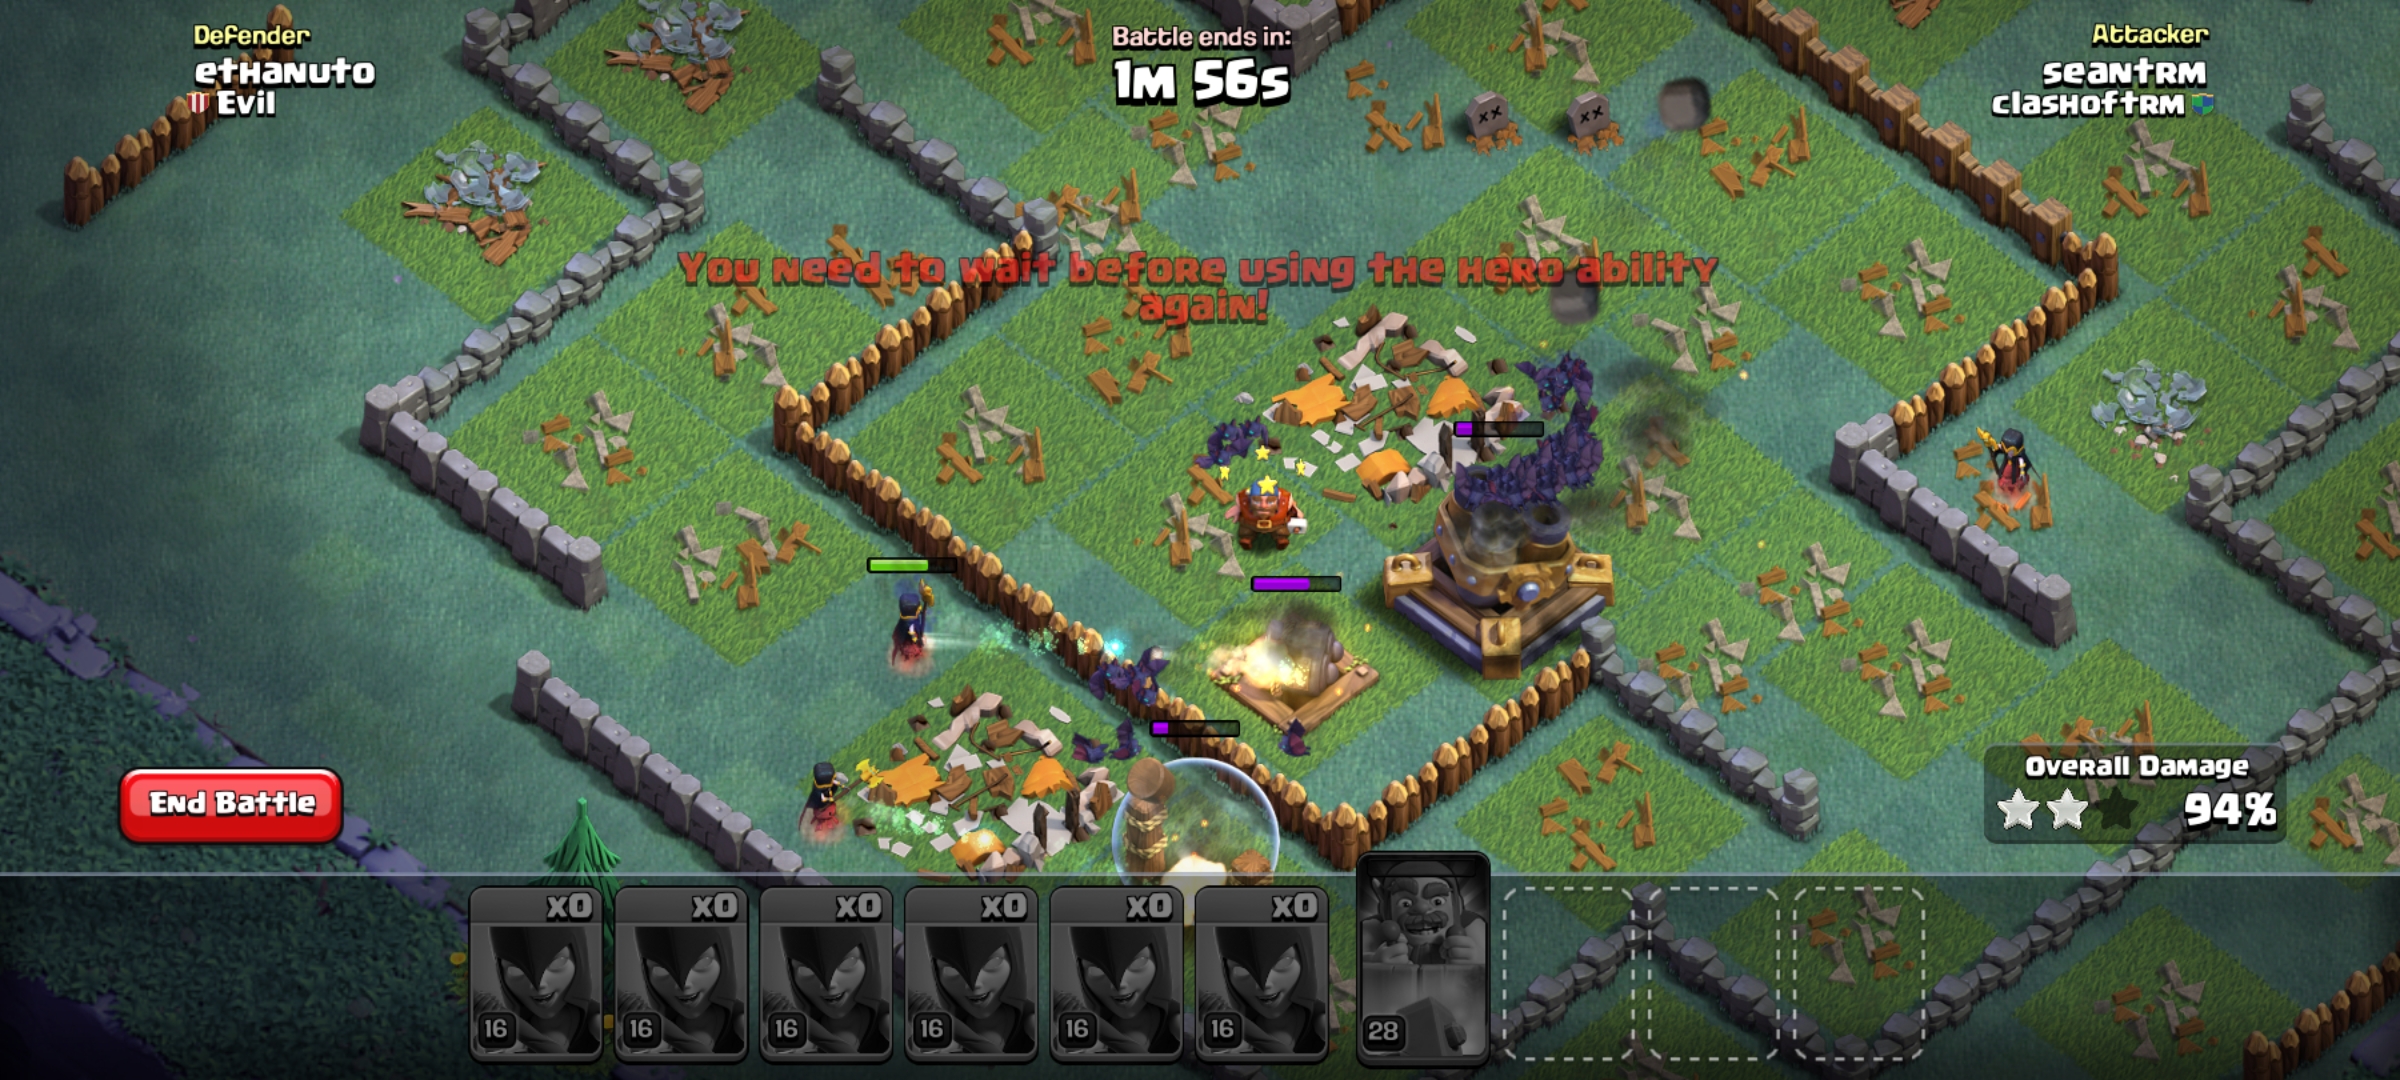 Defender
ethanuto
Evil
Battle ends in:
1M 56s
Attacker
seantrm
clashoftrm
You need to wait before using the hero ability
again!
End Battle
Overall Damage
94%
x0
x0
x0
x0
x0
x0
16
16
16
16
16
16
28